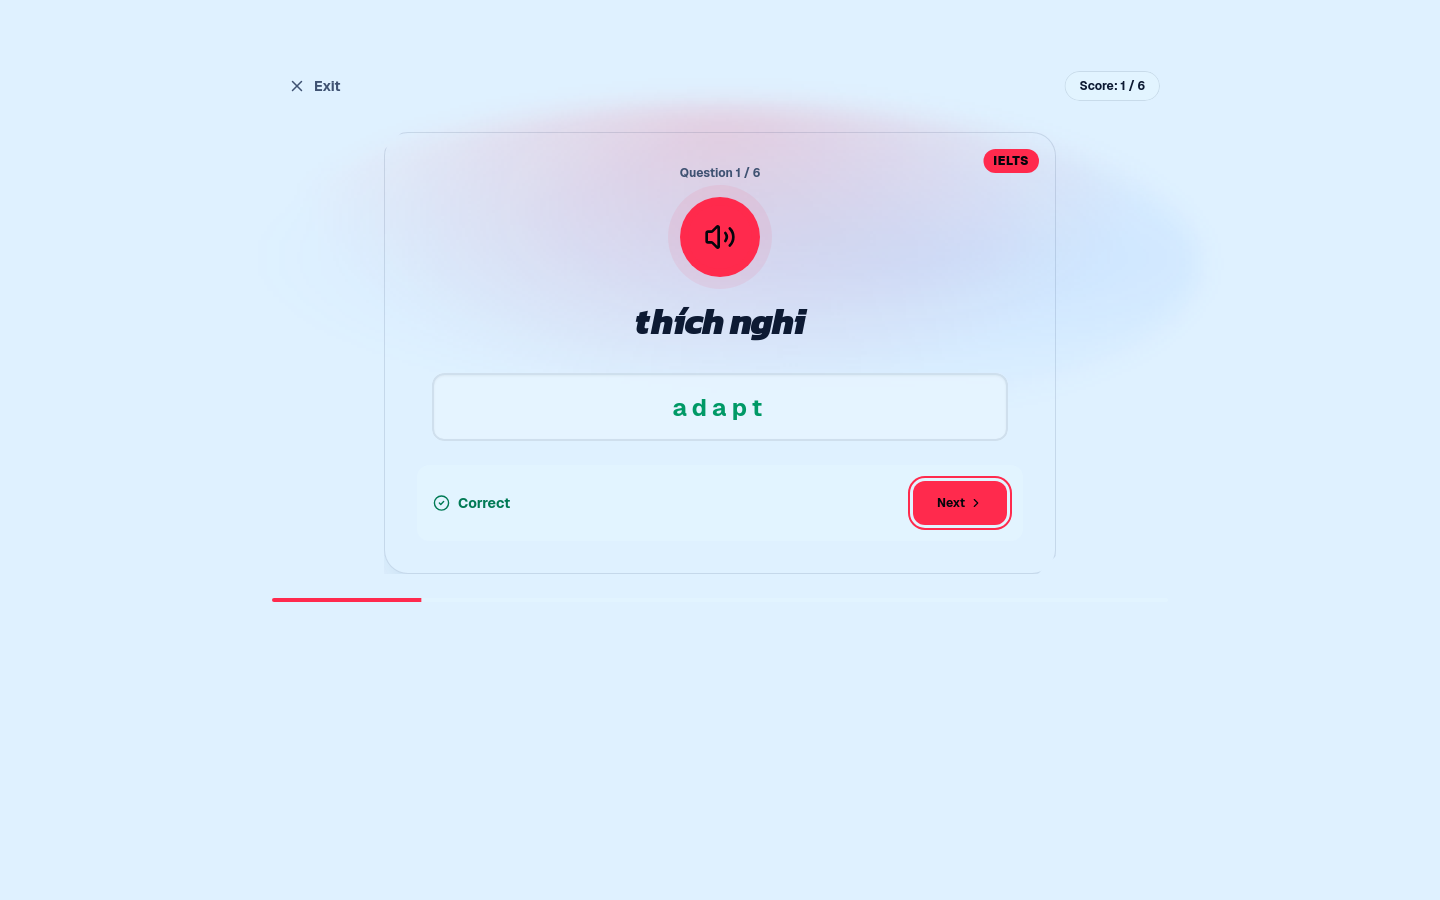 Exit
Score: 1 / 6
IELTS
Question 1 / 6
thích nghi
adapt
Correct
Next